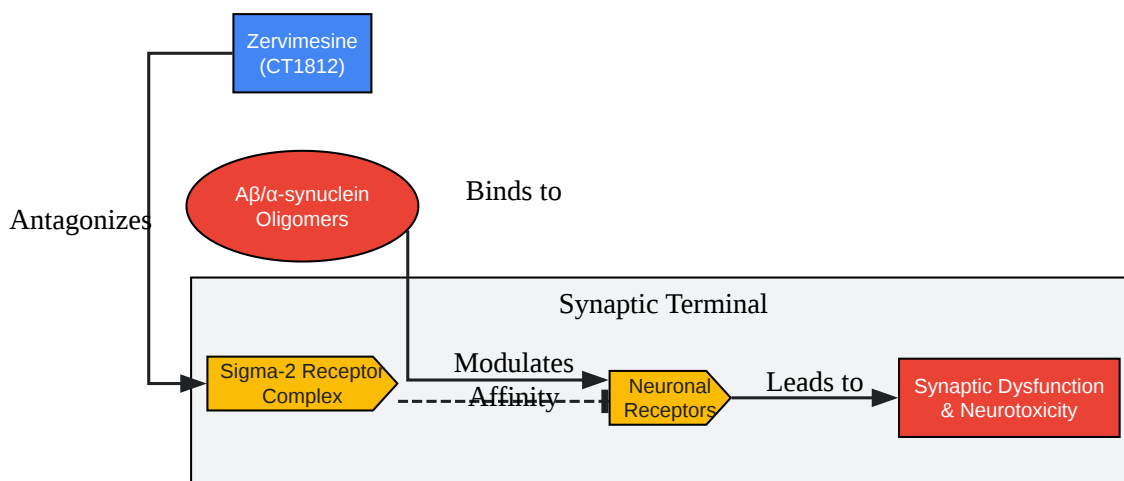 Zervimesine
(CT1812)
Aβ/α-synuclein
Oligomers
Binds to
Antagonizes
Synaptic Terminal
Sigma-2 Receptor
Complex
Modulates
Affinity
Neuronal
Receptors
Leads to
Synaptic Dysfunction
& Neurotoxicity